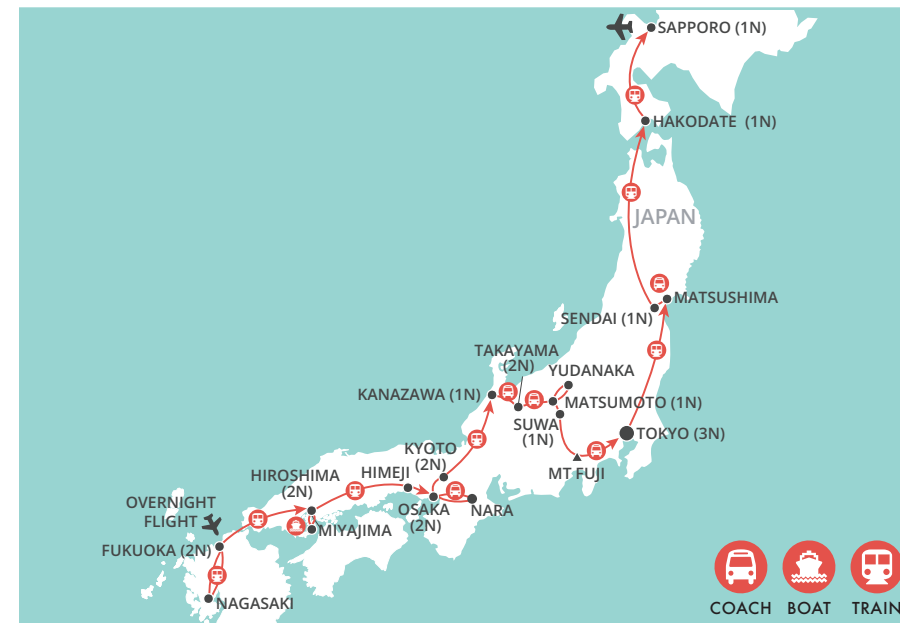 SAPPORO (1N)
HAKODATE (1N)
JAPAN
MATSUSHIMA
SENDAI (1N)
TAKAYAMA
(2N)
YUDANAKA
KANAZAWA (1N)
MATSUMOTO (1N)
SUWA
(1N)
TOKYO (3N)
KYOTO
(2N)
MT FUJI
HIROSHIMA
(2N)
HIMEJI
OVERNIGHT
FLIGHT
OSAKA
(2N)
NARA
MIYAJIMA
FUKUOKA (2N)
NAGASAKI
COACH BOAT TRAIN